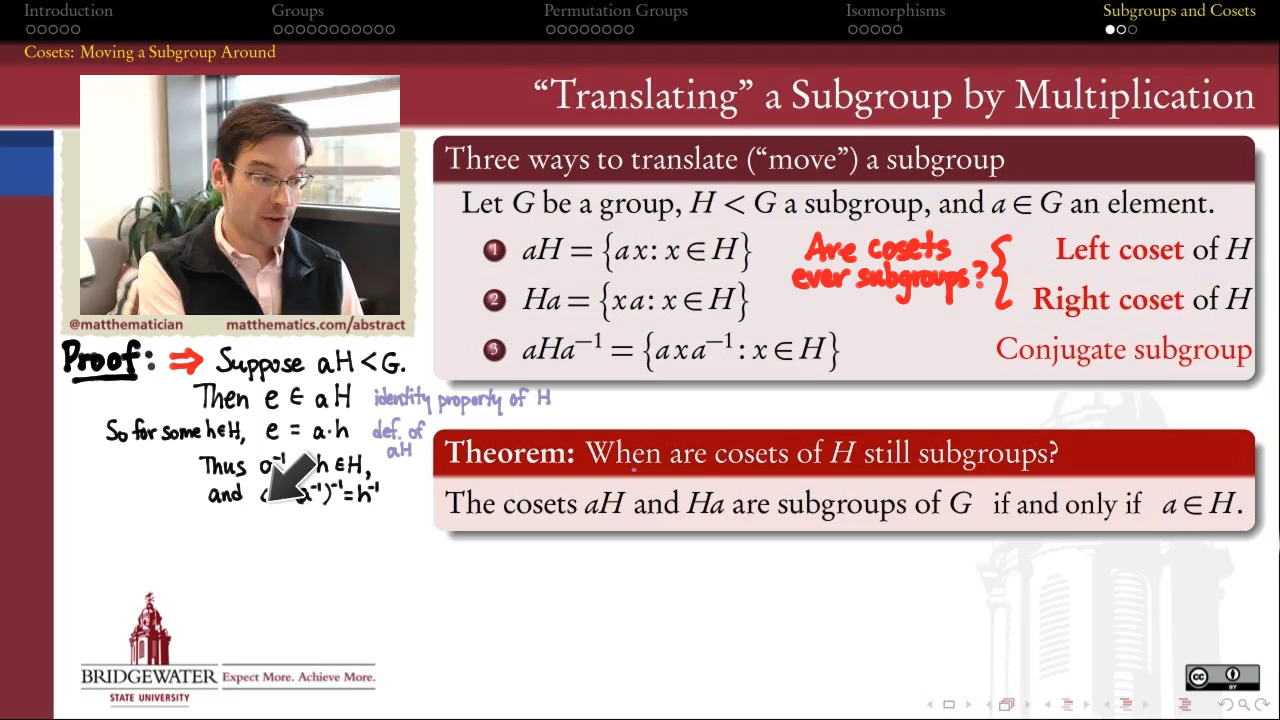 Introduction Groups Permutation Groups Isomorphisms Subgroups and Cosets
Cosets: Moving a Subgroup Around
“Translating” a Subgroup by Multiplication
@matthematician matthematics.com/abstract
Three ways to translate (“move”) a subgroup
Let G be a group, H < G a subgroup, and a ∈ G an element.
1 aH = {ax: x ∈ H} Left coset of H
2 Ha = {xa: x ∈ H} Right coset of H
3 aHa⁻¹ = {axa⁻¹: x ∈ H} Conjugate subgroup
Are cosets
ever subgroups?
Proof: ⇒ Suppose aH < G.
Then e ∈ aH identity property of H
So for some h∈H, e = a·h def. of
aH
Thus a⁻¹ h ∈ H,
and a⁻¹)⁻¹ = h⁻¹
Theorem: When are cosets of H still subgroups?
The cosets aH and Ha are subgroups of G if and only if a ∈ H.
BRIDGEWATER
STATE UNIVERSITY
Expect More. Achieve More.
CC BY